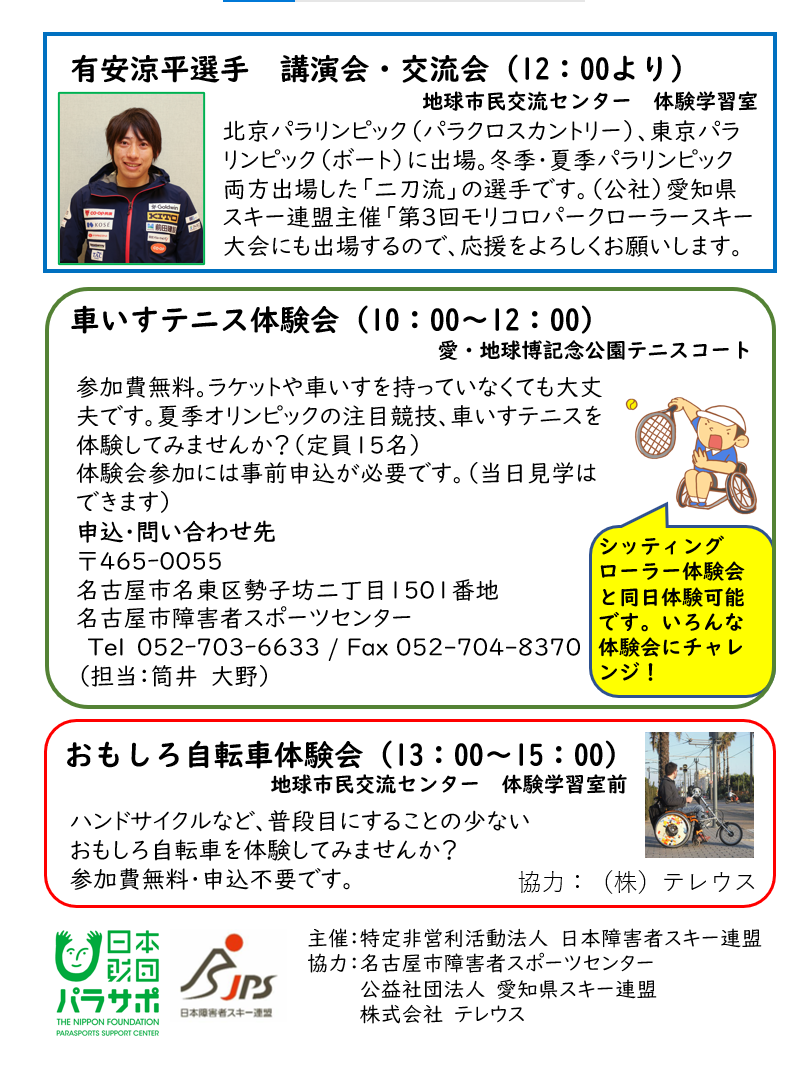 有安涼平選手　講演会・交流会（12：00より）
地球市民交流センター　体験学習室
北京パラリンピック（パラクロスカントリー）、東京パラ
リンピック（ボート）に出場。冬季・夏季パラリンピック
両方出場した「二刀流」の選手です。（公社）愛知県
スキー連盟主催「第3回モリコロパークローラースキー
大会にも出場するので、応援をよろしくお願いします。
Goldwin
KITO
CO・OP共済
KOSÉ
前田建設
車いすテニス体験会（10：00～12：00）
愛・地球博記念公園テニスコート
参加費無料。ラケットや車いすを持っていなくても大丈
夫です。夏季オリンピックの注目競技、車いすテニスを
体験してみませんか？（定員15名）
体験会参加には事前申込が必要です。（当日見学は
できます）
申込・問い合わせ先
〒465-0055
名古屋市名東区勢子坊二丁目1501番地
名古屋市障害者スポーツセンター
Tel 052-703-6633 / Fax 052-704-8370
（担当：筒井 大野）
シッティング
ローラー体験会
と同日体験可能
です。いろんな
体験会にチャレ
ンジ！
おもしろ自転車体験会（13：00～15：00）
地球市民交流センター　体験学習室前
ハンドサイクルなど、普段目にすることの少ない
おもしろ自転車を体験してみませんか？
参加費無料・申込不要です。
協力：（株）テレウス
日本
財団
パラサポ
THE NIPPON FOUNDATION
PARASPORTS SUPPORT CENTER
JPS
日本障害者スキー連盟
主催：特定非営利活動法人 日本障害者スキー連盟
協力：名古屋市障害者スポーツセンター
公益社団法人 愛知県スキー連盟
株式会社 テレウス